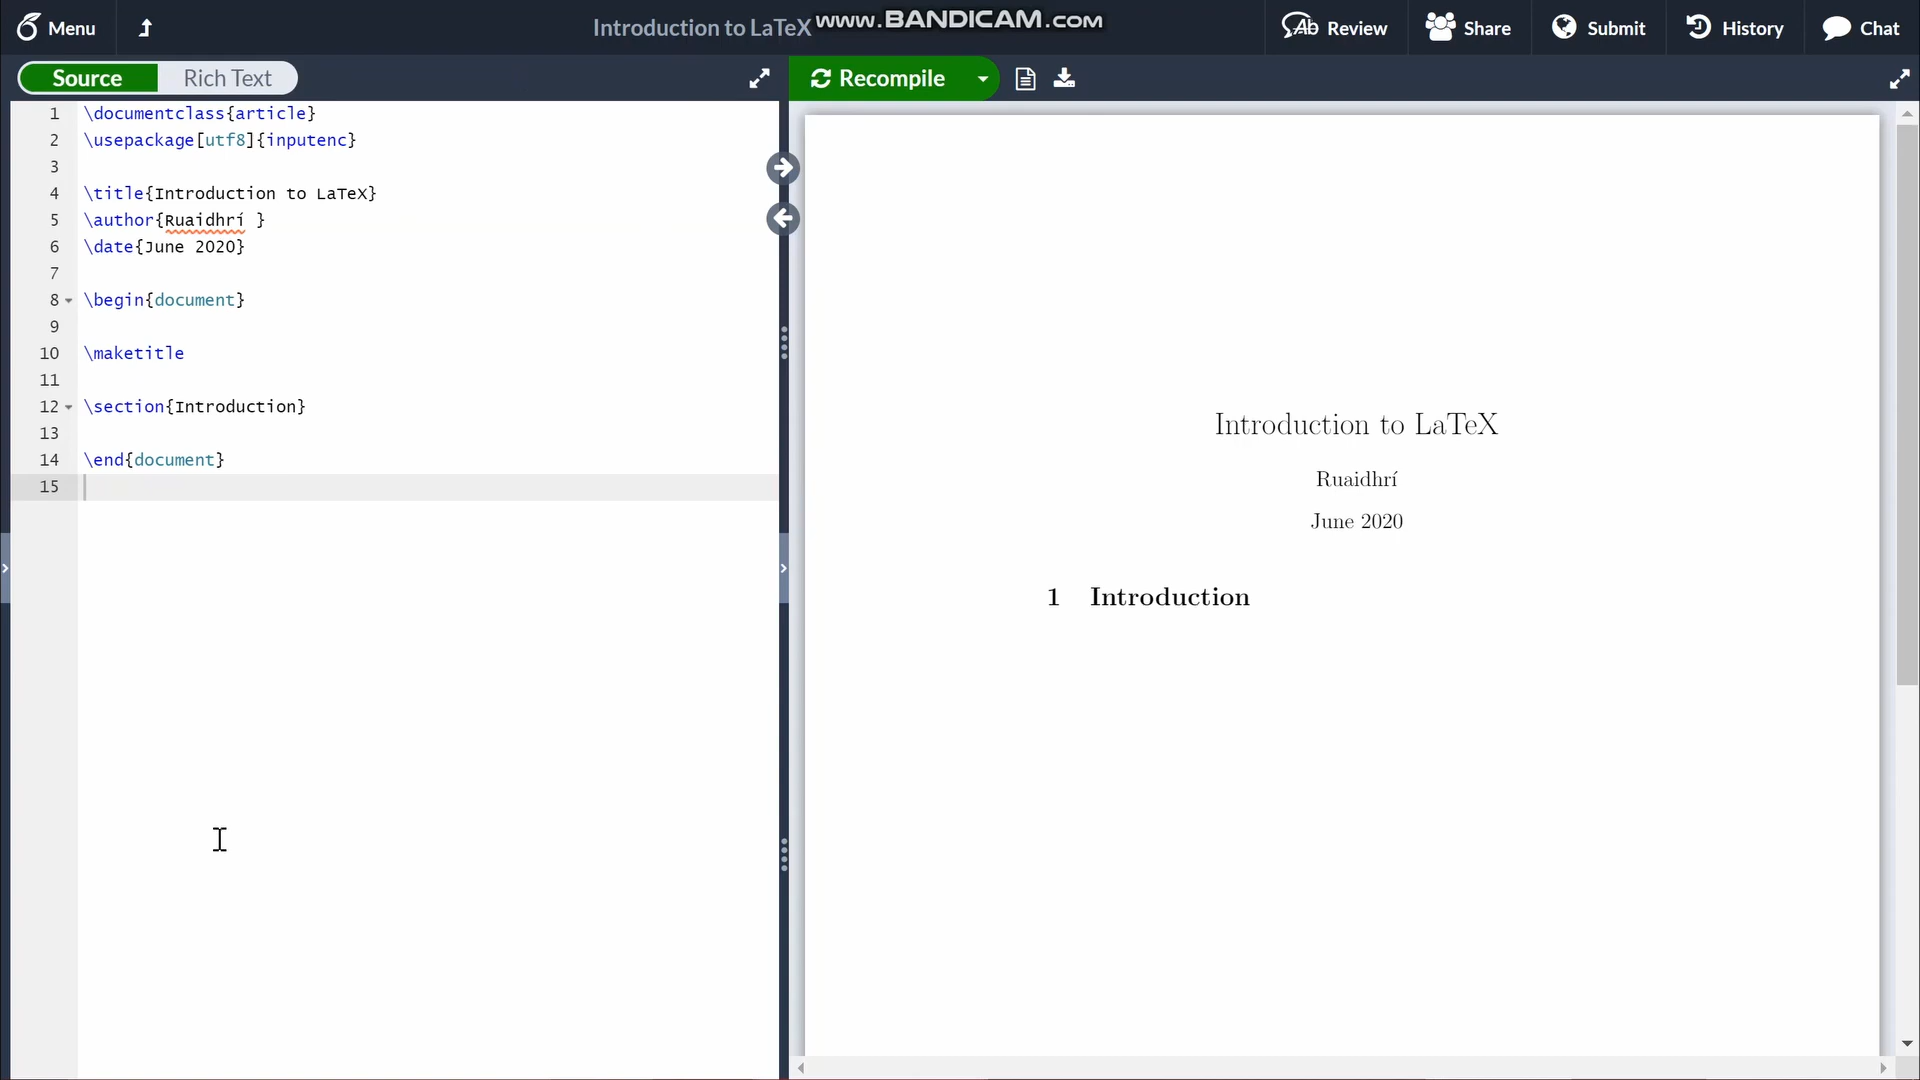 Menu
Introduction to LaTeX
www.BANDICAM.com
Review
Share
Submit
History
Chat
Source
Rich Text
Recompile
1 \documentclass{article}
2 \usepackage[utf8]{inputenc}
3
4 \title{Introduction to LaTeX}
5 \author{Ruaidhrí }
6 \date{June 2020}
7
8 \begin{document}
9
10 \maketitle
11
12 \section{Introduction}
13
14 \end{document}
15
Introduction to LaTeX
Ruaidhrí
June 2020
1 Introduction